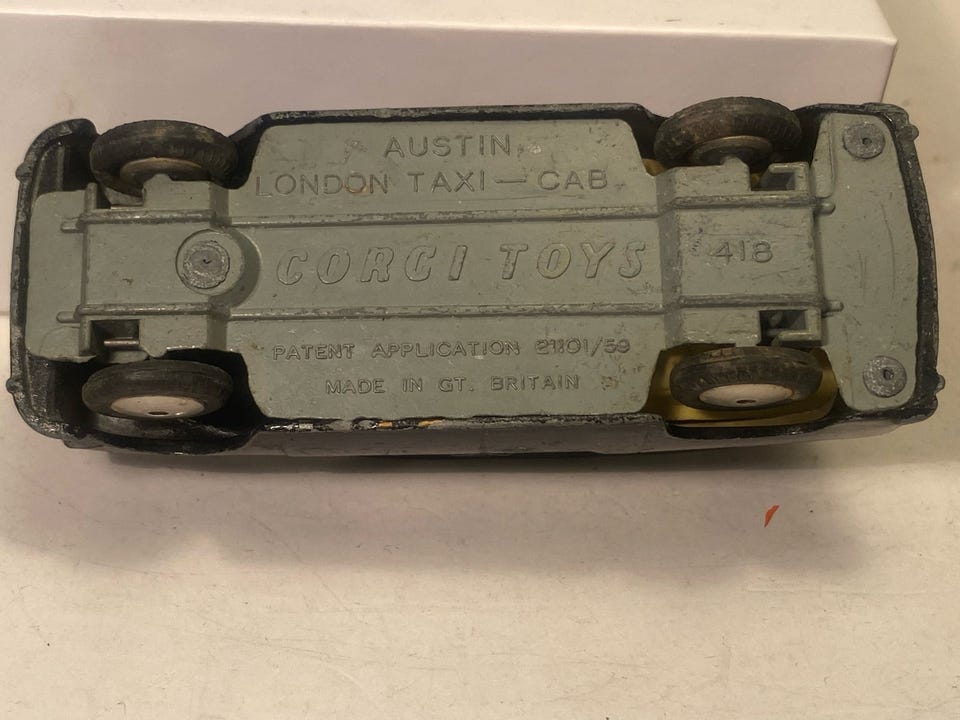 AUSTIN
LONDON TAXI — CAB
CORGI TOYS
418
PATENT APPLICATION 21101/59
MADE IN GT. BRITAIN